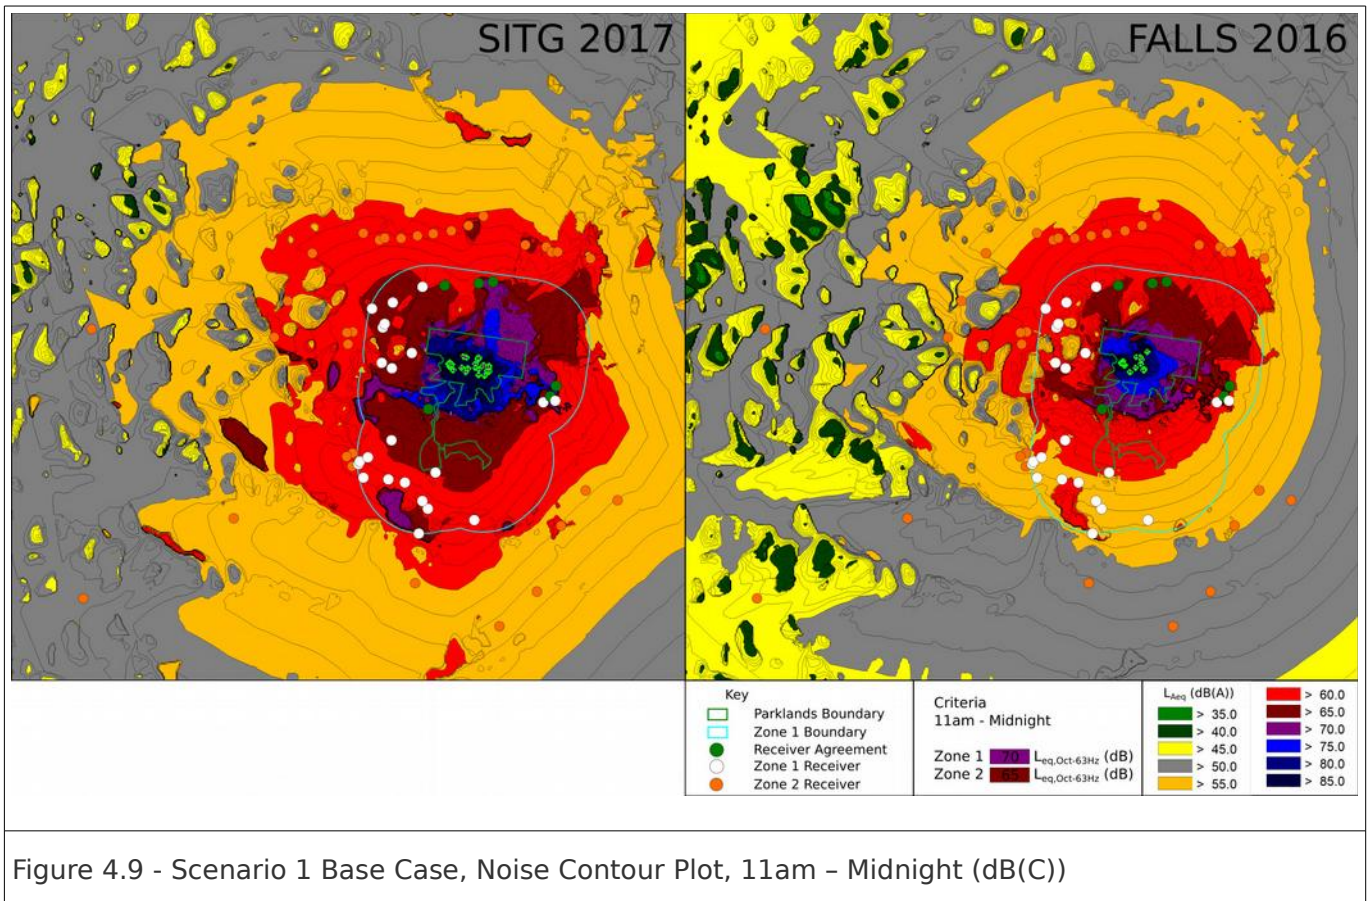 SITG 2017
FALLS 2016
Key
Parklands Boundary
Zone 1 Boundary
Receiver Agreement
Zone 1 Receiver
Zone 2 Receiver
Criteria
11am - Midnight
Zone 1 70 Leq,Oct-63Hz (dB)
Zone 2 65 Leq,Oct-63Hz (dB)
LAeq (dB(A))
> 35.0
> 40.0
> 45.0
> 50.0
> 55.0
> 60.0
> 65.0
> 70.0
> 75.0
> 80.0
> 85.0
Figure 4.9 - Scenario 1 Base Case, Noise Contour Plot, 11am – Midnight (dB(C))